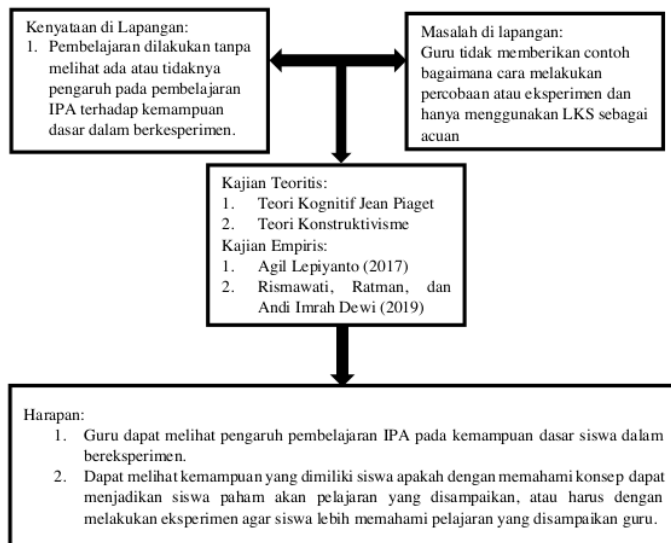 Kenyataan di Lapangan:
1. Pembelajaran dilakukan tanpa
melihat ada atau tidaknya
pengaruh pada pembelajaran
IPA terhadap kemampuan
dasar dalam berkesperimen.
Masalah di lapangan:
Guru tidak memberikan contoh
bagaimana cara melakukan
percobaan atau eksperimen dan
hanya menggunakan LKS sebagai
acuan
Kajian Teoritis:
1. Teori Kognitif Jean Piaget
2. Teori Konstruktivisme
Kajian Empiris:
1. Agil Lepiyanto (2017)
2. Rismawati, Ratman, dan
Andi Imrah Dewi (2019)
Harapan:
1. Guru dapat melihat pengaruh pembelajaran IPA pada kemampuan dasar siswa dalam
bereksperimen.
2. Dapat melihat kemampuan yang dimiliki siswa apakah dengan memahami konsep dapat
menjadikan siswa paham akan pelajaran yang disampaikan, atau harus dengan
melakukan eksperimen agar siswa lebih memahami pelajaran yang disampaikan guru.